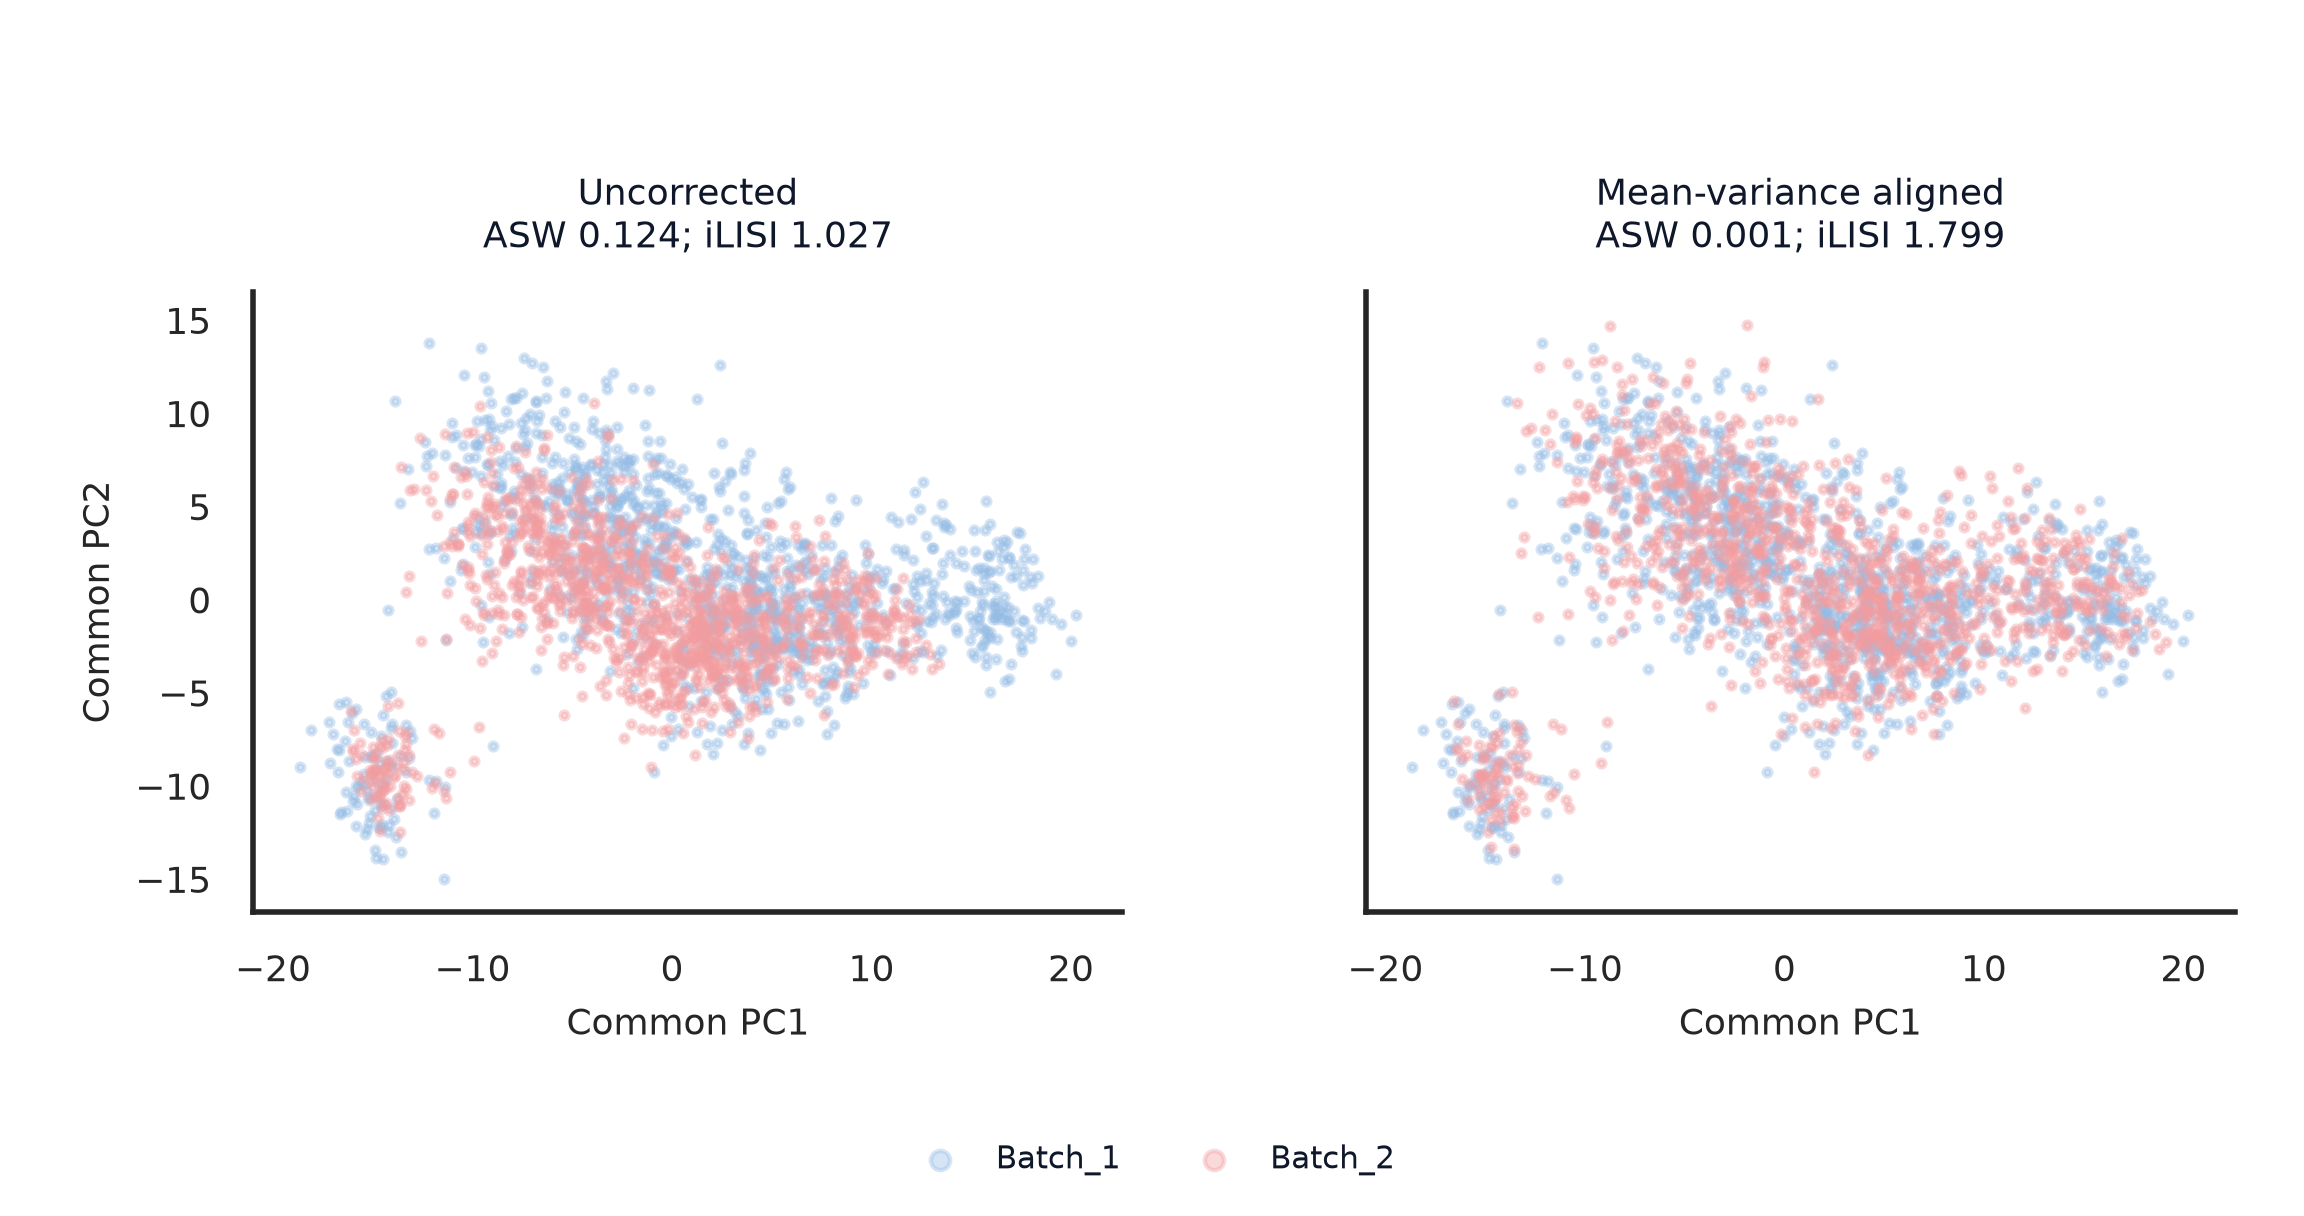 Uncorrected
ASW 0.124; iLISI 1.027
Mean-variance aligned
ASW 0.001; iLISI 1.799
Common PC2
15
10
5
0
−5
−10
−15
−20 −10 0 10 20
Common PC1
−20 −10 0 10 20
Common PC1
Batch_1 Batch_2